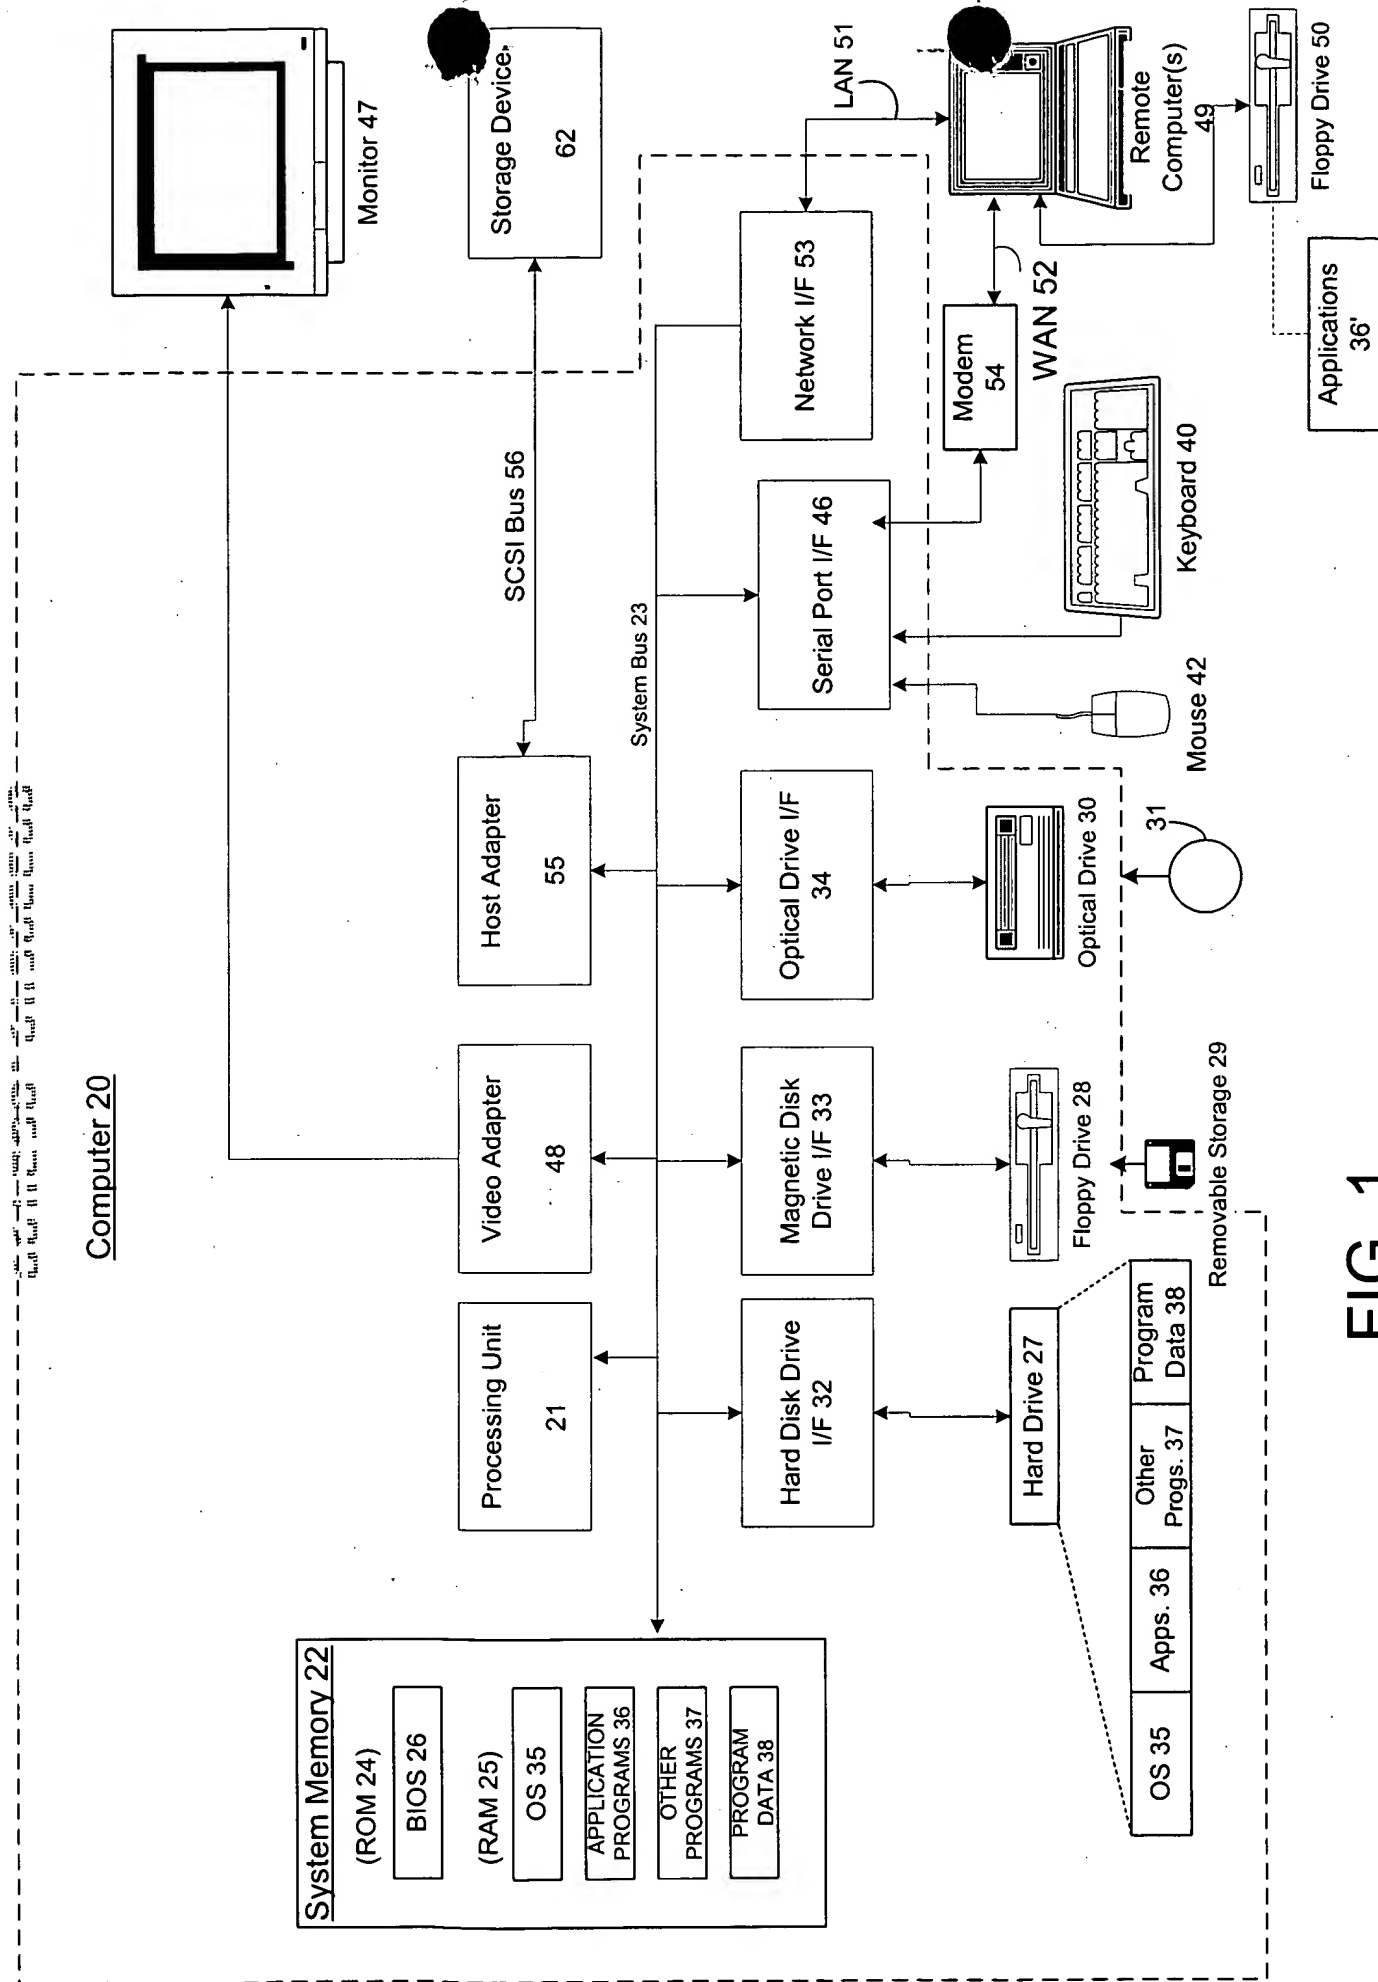 Computer 20
Monitor 47
System Memory 22
(ROM 24)
BIOS 26
(RAM 25)
OS 35
APPLICATION
PROGRAMS 36
OTHER
PROGRAMS 37
PROGRAM
DATA 38
Processing Unit
21
Video Adapter
48
Host Adapter
55
SCSI Bus 56
Storage Device
62
System Bus 23
Hard Disk Drive
I/F 32
Magnetic Disk
Drive I/F 33
Optical Drive I/F
34
Serial Port I/F 46
Network I/F 53
LAN 51
Hard Drive 27
Floppy Drive 28
Optical Drive 30
Modem
54
WAN 52
Remote
Computer(s)
49
OS 35
Apps. 36
Other
Progs. 37
Program
Data 38
Removable Storage 29
31
Mouse 42
Keyboard 40
Floppy Drive 50
Applications
36'
FIG. 1